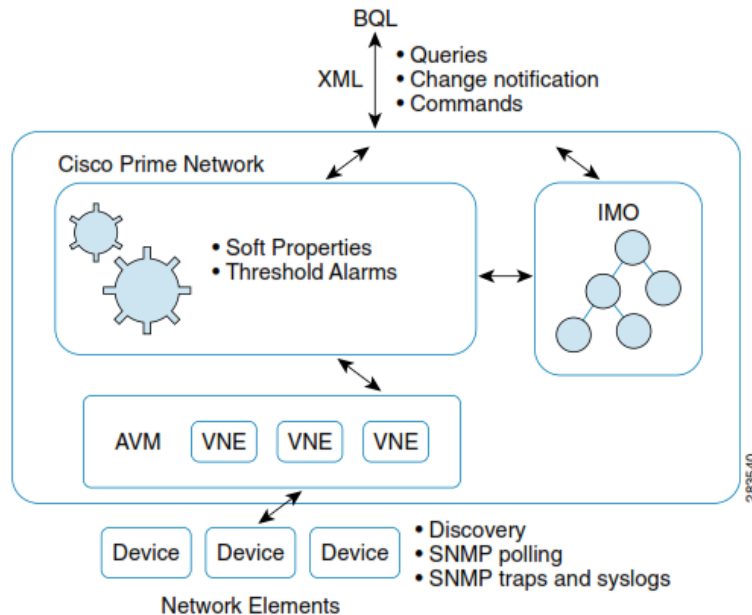 BQL
XML
• Queries
• Change notification
• Commands
Cisco Prime Network
• Soft Properties
• Threshold Alarms
IMO
AVM VNE VNE VNE
283540
Device Device Device
• Discovery
• SNMP polling
• SNMP traps and syslogs
Network Elements